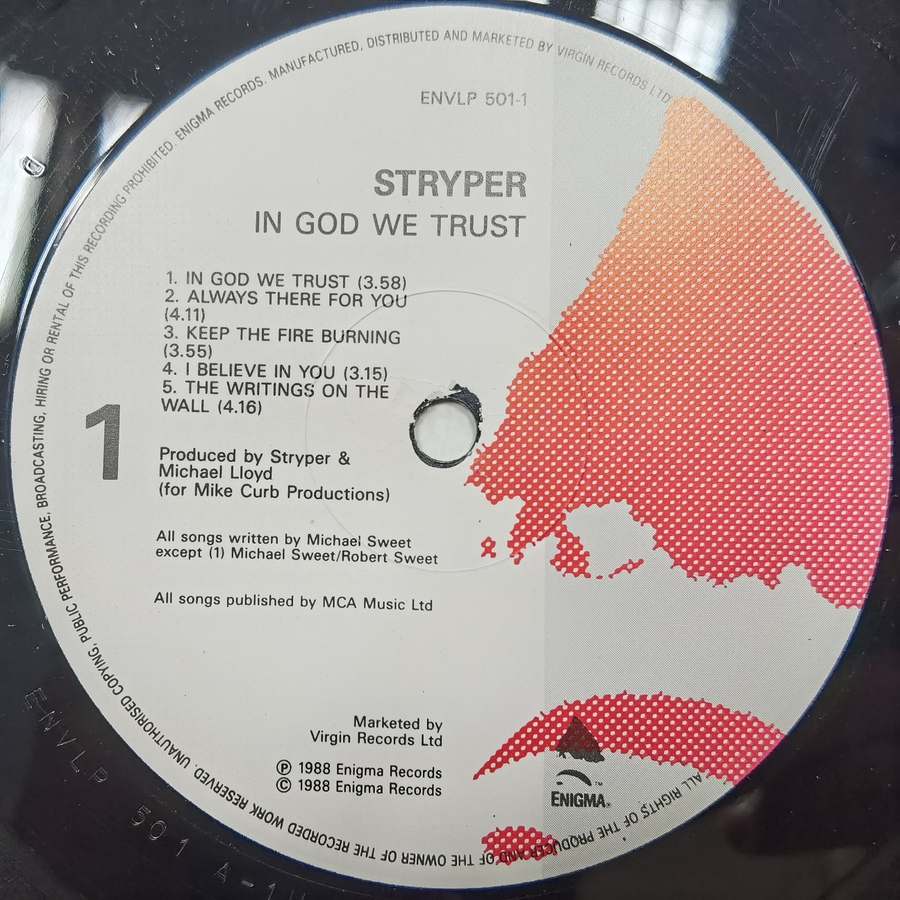 ENIGMA RECORDS. MANUFACTURED, DISTRIBUTED AND MARKETED BY VIRGIN RECORDS LTD.
ALL RIGHTS OF THE PRODUCER AND OF THE OWNER OF THE RECORDED WORK RESERVED. UNAUTHORISED COPYING, PUBLIC PERFORMANCE, BROADCASTING, HIRING OR RENTAL OF THIS RECORDING PROHIBITED.
ENVLP 501-1
STRYPER
IN GOD WE TRUST
1. IN GOD WE TRUST (3.58)
2. ALWAYS THERE FOR YOU
(4.11)
3. KEEP THE FIRE BURNING
(3.55)
4. I BELIEVE IN YOU (3.15)
5. THE WRITINGS ON THE
WALL (4.16)
1
Produced by Stryper &
Michael Lloyd
(for Mike Curb Productions)
All songs written by Michael Sweet
except (1) Michael Sweet/Robert Sweet
All songs published by MCA Music Ltd
Marketed by
Virgin Records Ltd
℗ 1988 Enigma Records
© 1988 Enigma Records
ENIGMA
ENVLP 501 A-1